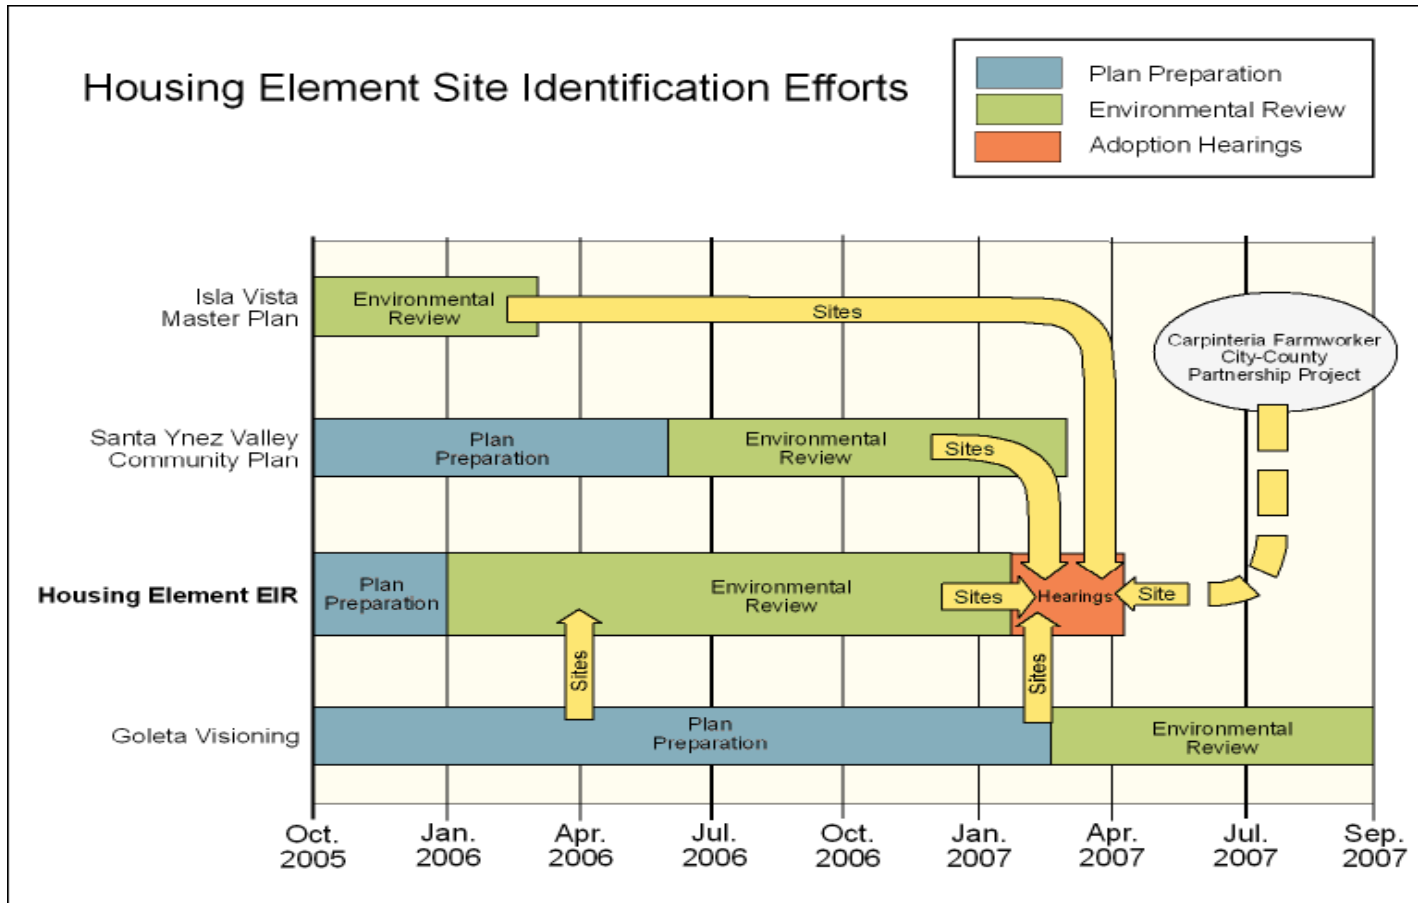 Housing Element Site Identification Efforts
Plan Preparation
Environmental Review
Adoption Hearings
Isla Vista
Master Plan
Environmental
Review
Sites
Carpinteria Farmworker
City-County
Partnership Project
Santa Ynez Valley
Community Plan
Plan
Preparation
Environmental
Review
Sites
Housing Element EIR
Plan
Preparation
Environmental
Review
Sites
Hearings
Site
Sites
Sites
Goleta Visioning
Plan
Preparation
Environmental
Review
Oct.
2005
Jan.
2006
Apr.
2006
Jul.
2006
Oct.
2006
Jan.
2007
Apr.
2007
Jul.
2007
Sep.
2007